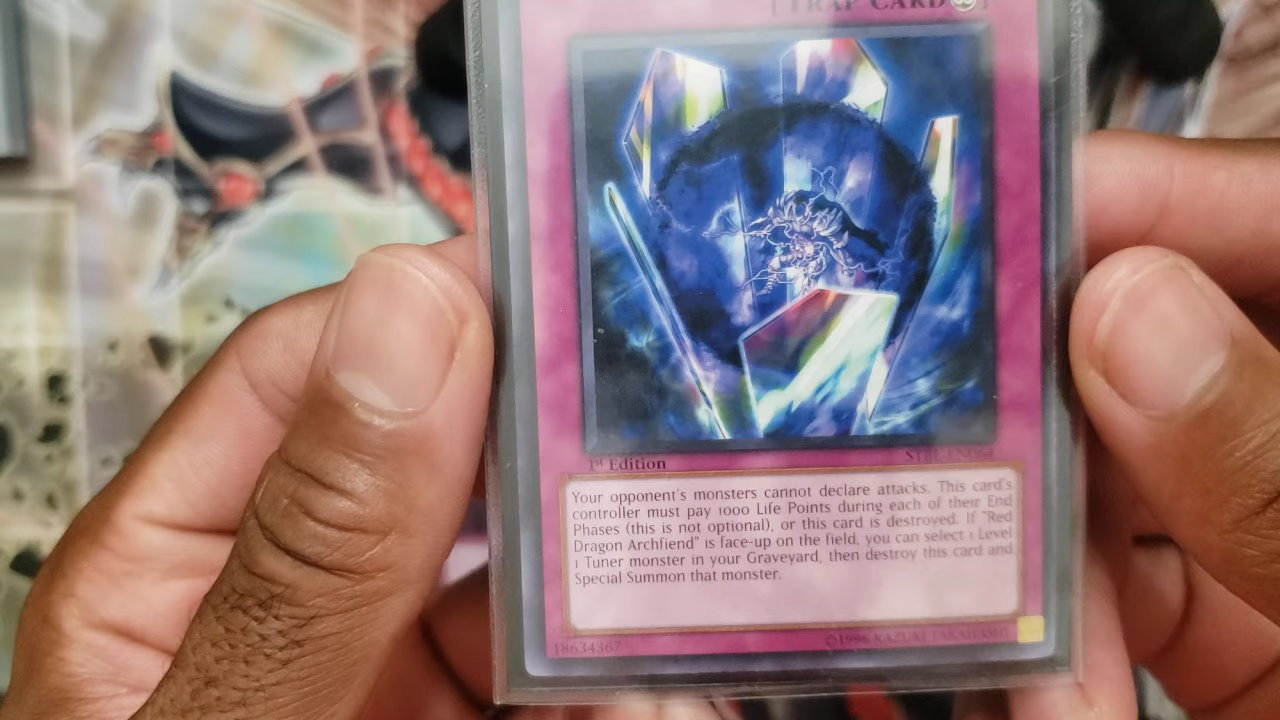 [TRAP CARD ]
1st Edition
Your opponent's monsters cannot declare attacks. This card's
controller must pay 1000 Life Points during each of their End
Phases (this is not optional), or this card is destroyed. If "Red
Dragon Archfiend" is face-up on the field, you can select 1 Level
1 Tuner monster in your Graveyard, then destroy this card and
Special Summon that monster.
18634367
©1996 KAZUKI TAKAHASHI